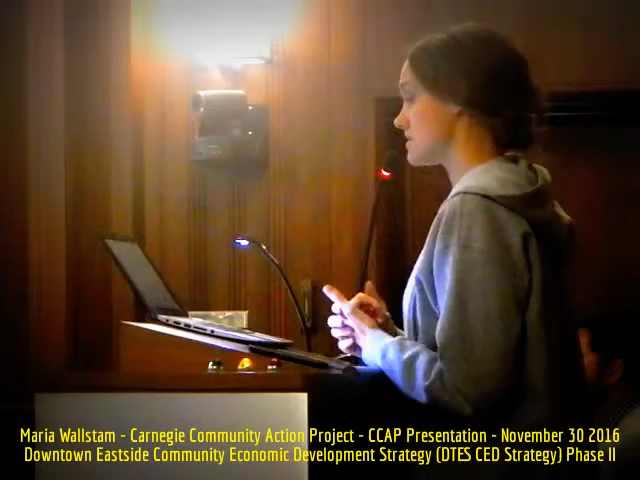 Maria Wallstam - Carnegie Community Action Project - CCAP Presentation - November 30 2016
Downtown Eastside Community Economic Development Strategy (DTES CED Strategy) Phase II